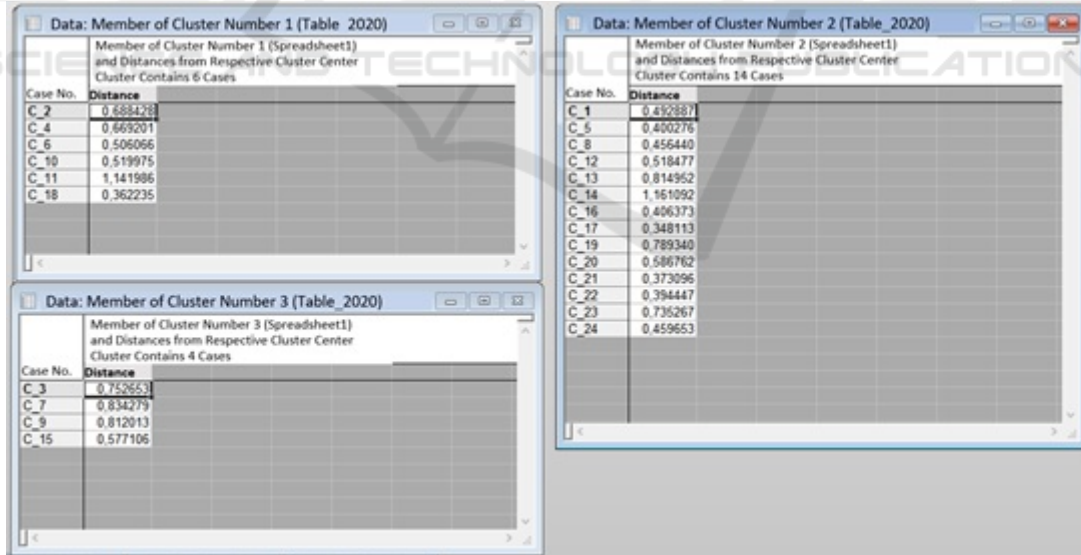 Data: Member of Cluster Number 1 (Table 2020)
Member of Cluster Number 1 (Spreadsheet1)
and Distances from Respective Cluster Center
Cluster Contains 6 Cases
Case No. Distance
C_2 0,688428
C_4 0,669201
C_6 0,506066
C_10 0,519975
C_11 1,141986
C_18 0,362235
Data: Member of Cluster Number 3 (Table_2020)
Member of Cluster Number 3 (Spreadsheet1)
and Distances from Respective Cluster Center
Cluster Contains 4 Cases
Case No. Distance
C_3 0,752653
C_7 0,834279
C_9 0,812013
C_15 0,577106
Data: Member of Cluster Number 2 (Table_2020)
Member of Cluster Number 2 (Spreadsheet1)
and Distances from Respective Cluster Center
Cluster Contains 14 Cases
Case No. Distance
C_1 0,492887
C_5 0,400276
C_8 0,456440
C_12 0,518477
C_13 0,814952
C_14 1,161092
C_16 0,406373
C_17 0,348113
C_19 0,789340
C_20 0,586762
C_21 0,373096
C_22 0,394447
C_23 0,735267
C_24 0,459653